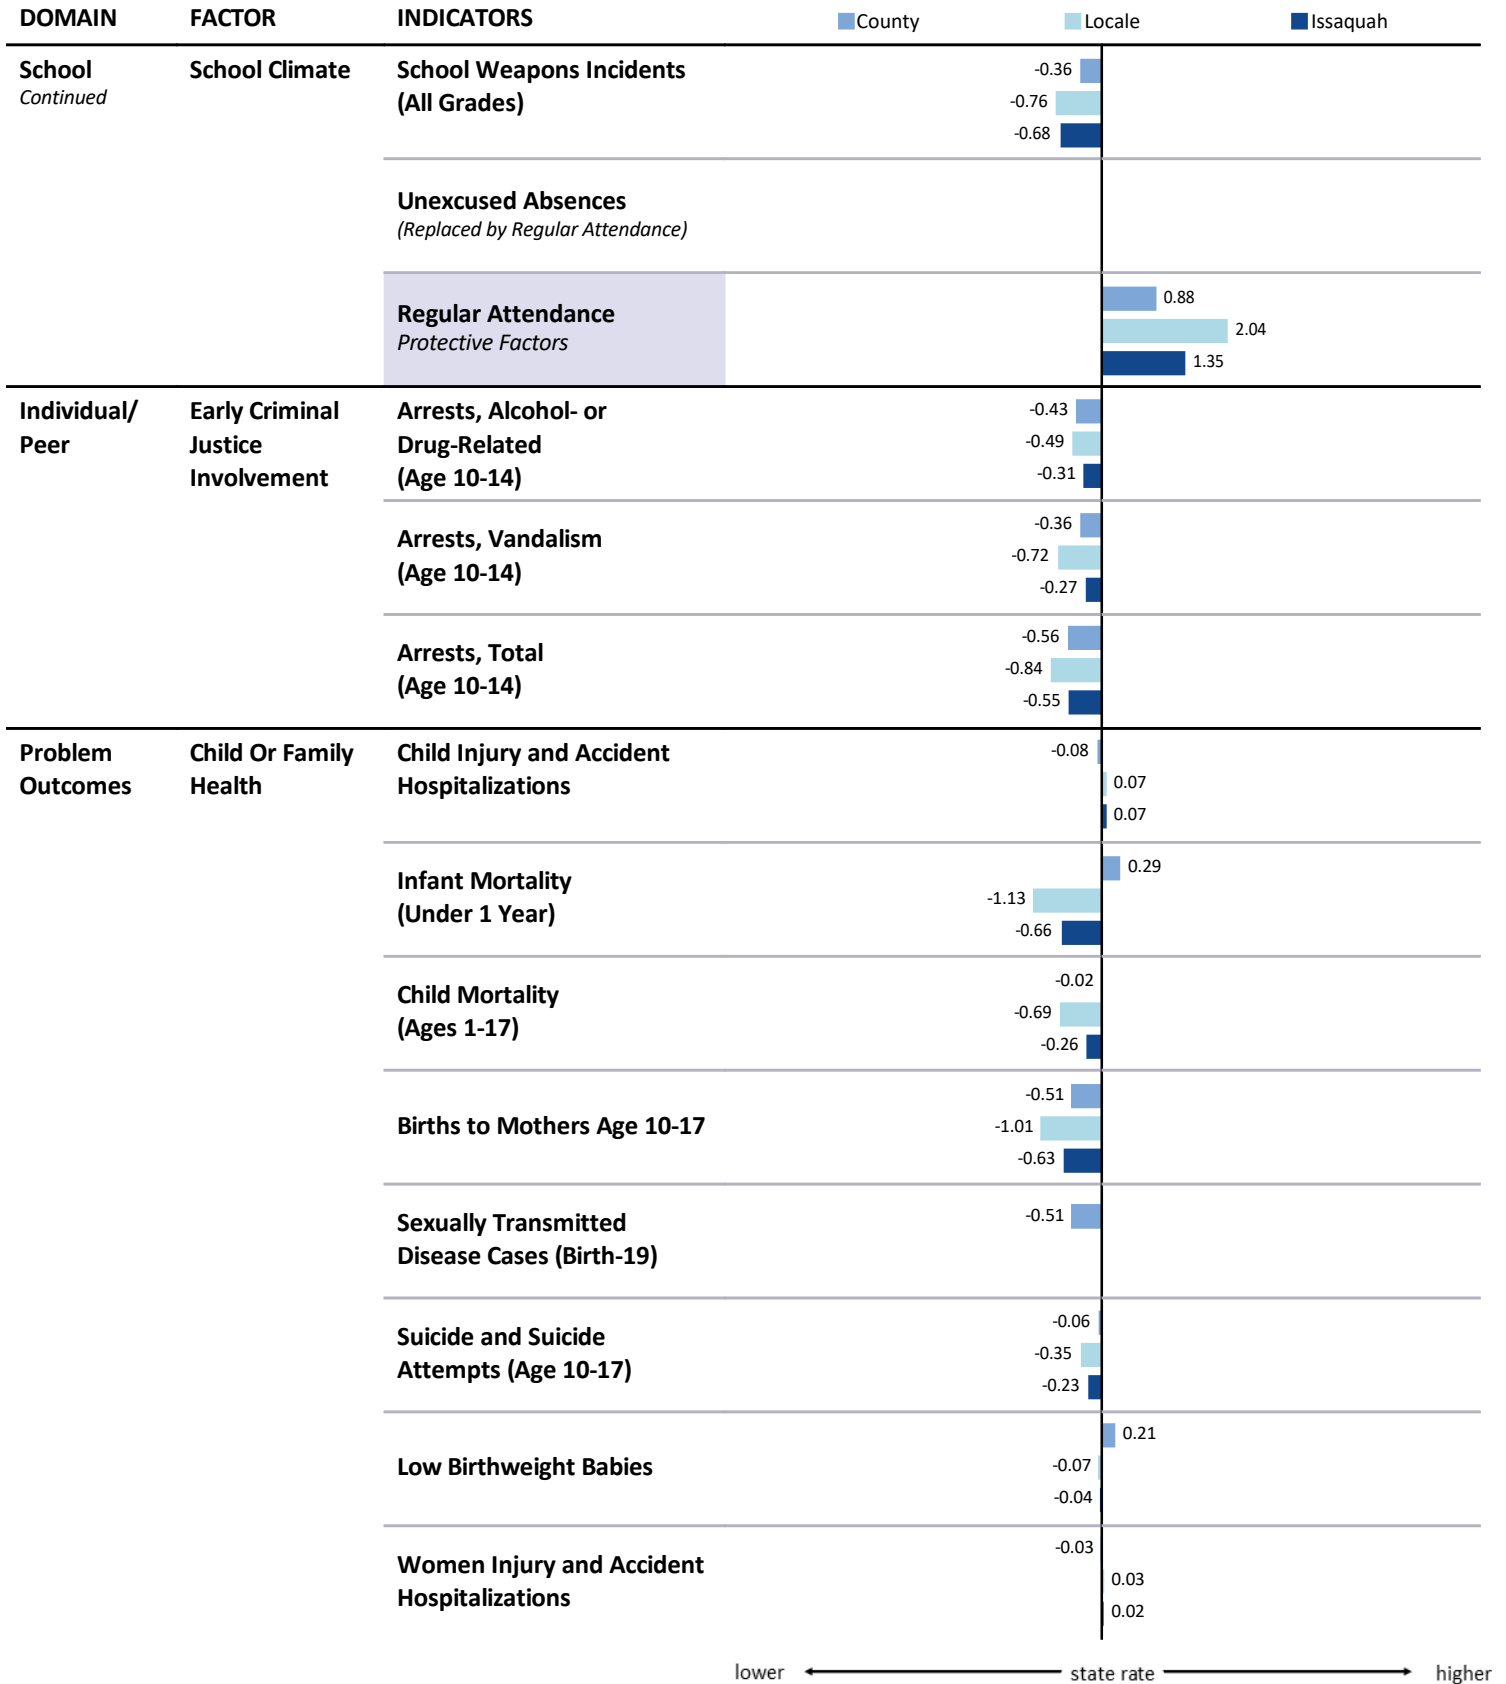 DOMAIN FACTOR INDICATORS County Locale Issaquah
School School Climate School Weapons Incidents
Continued
(All Grades)
-0.36
-0.76
-0.68
Unexcused Absences
(Replaced by Regular Attendance)
Regular Attendance
Protective Factors
0.88
2.04
1.35
Individual/ Early Criminal Arrests, Alcohol- or
Peer Justice Drug-Related
Involvement (Age 10-14)
-0.43
-0.49
-0.31
Arrests, Vandalism
(Age 10-14)
-0.36
-0.72
-0.27
Arrests, Total
(Age 10-14)
-0.56
-0.84
-0.55
Problem Child Or Family Child Injury and Accident
Outcomes Health Hospitalizations
-0.08
0.07
0.07
Infant Mortality
(Under 1 Year)
0.29
-1.13
-0.66
Child Mortality
(Ages 1-17)
-0.02
-0.69
-0.26
Births to Mothers Age 10-17
-0.51
-1.01
-0.63
Sexually Transmitted
Disease Cases (Birth-19)
-0.51
Suicide and Suicide
Attempts (Age 10-17)
-0.06
-0.35
-0.23
Low Birthweight Babies
0.21
-0.07
-0.04
Women Injury and Accident
Hospitalizations
-0.03
0.03
0.02
lower state rate higher